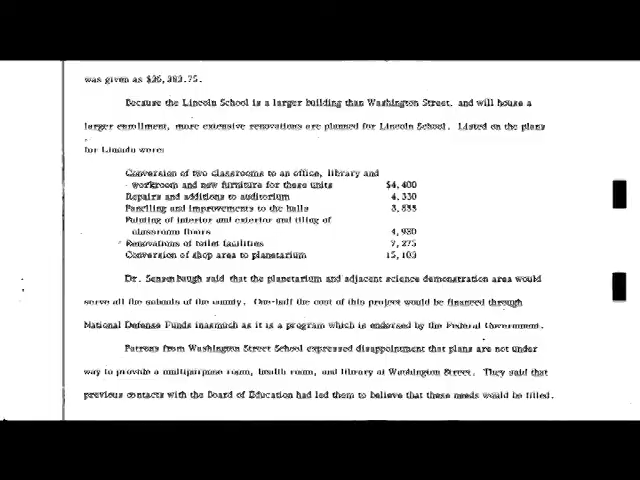 was given as $26,383.75.
Because the Lincoln School is a larger building than Washington Street, and will house a
larger enrollment, more extensive renovations are planned for Lincoln School. Listed on the plans
for Lincoln were:
Conversion of two classrooms to an office, library and
workroom and new furniture for these units $4,400
Repairs and additions to auditorium 4,330
Panelling and improvements to the halls
Painting of interior and exterior and tiling of
classroom floors 4,980
Renovations of toilet facilities 7,275
Conversion of shop area to planetarium 15,103
Dr. Sensenbaugh said that the planetarium and adjacent science demonstration area would
serve all the schools of the county. One-half the cost of this project would be financed through
National Defense Funds inasmuch as it is a program which is endorsed by the Federal Government.
Patrons from Washington Street School expressed disappointment that plans are not under
way to provide a multipurpose room, health room, and library at Washington Street. They said that
previous contacts with the Board of Education had led them to believe that these needs would be filled.